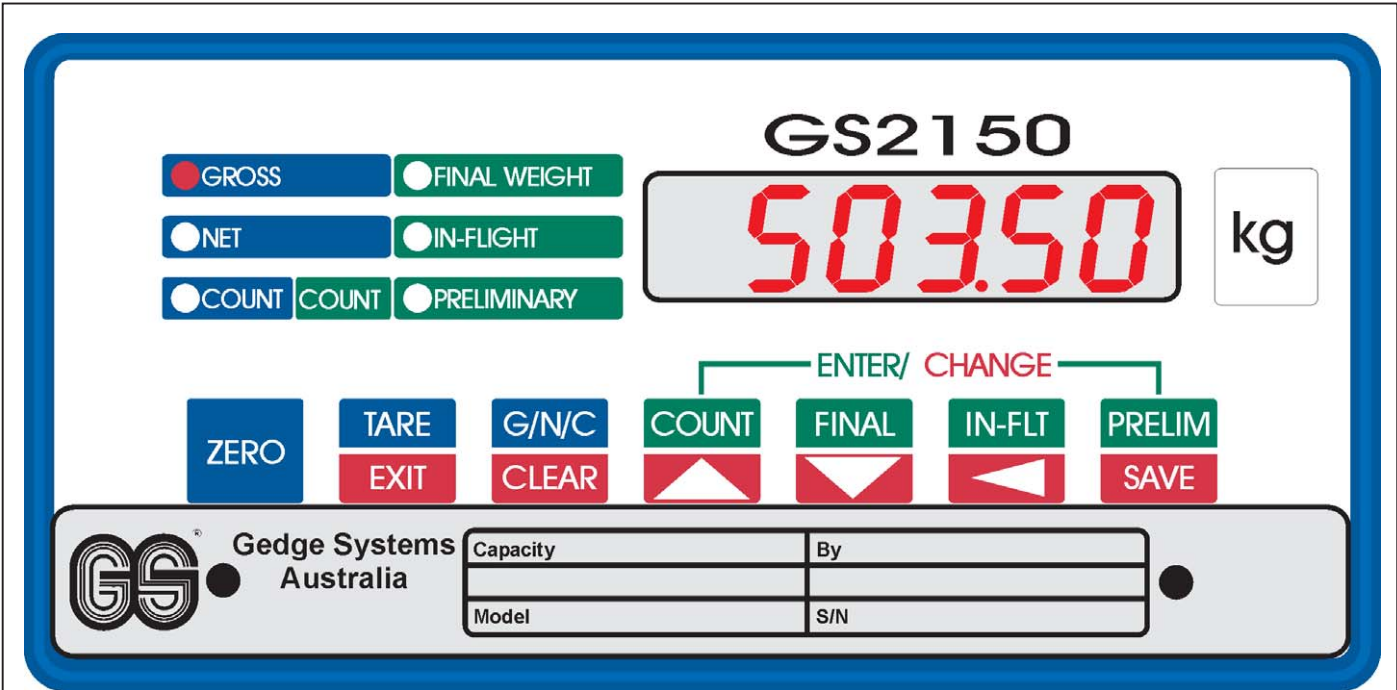 GS2150
GROSS FINAL WEIGHT
503.50 kg
NET IN-FLIGHT
COUNT COUNT PRELIMINARY
ENTER/ CHANGE
ZERO
TARE G/N/C COUNT FINAL IN-FLT PRELIM
EXIT CLEAR SAVE
GS®
Gedge Systems
Australia
Capacity By
Model S/N